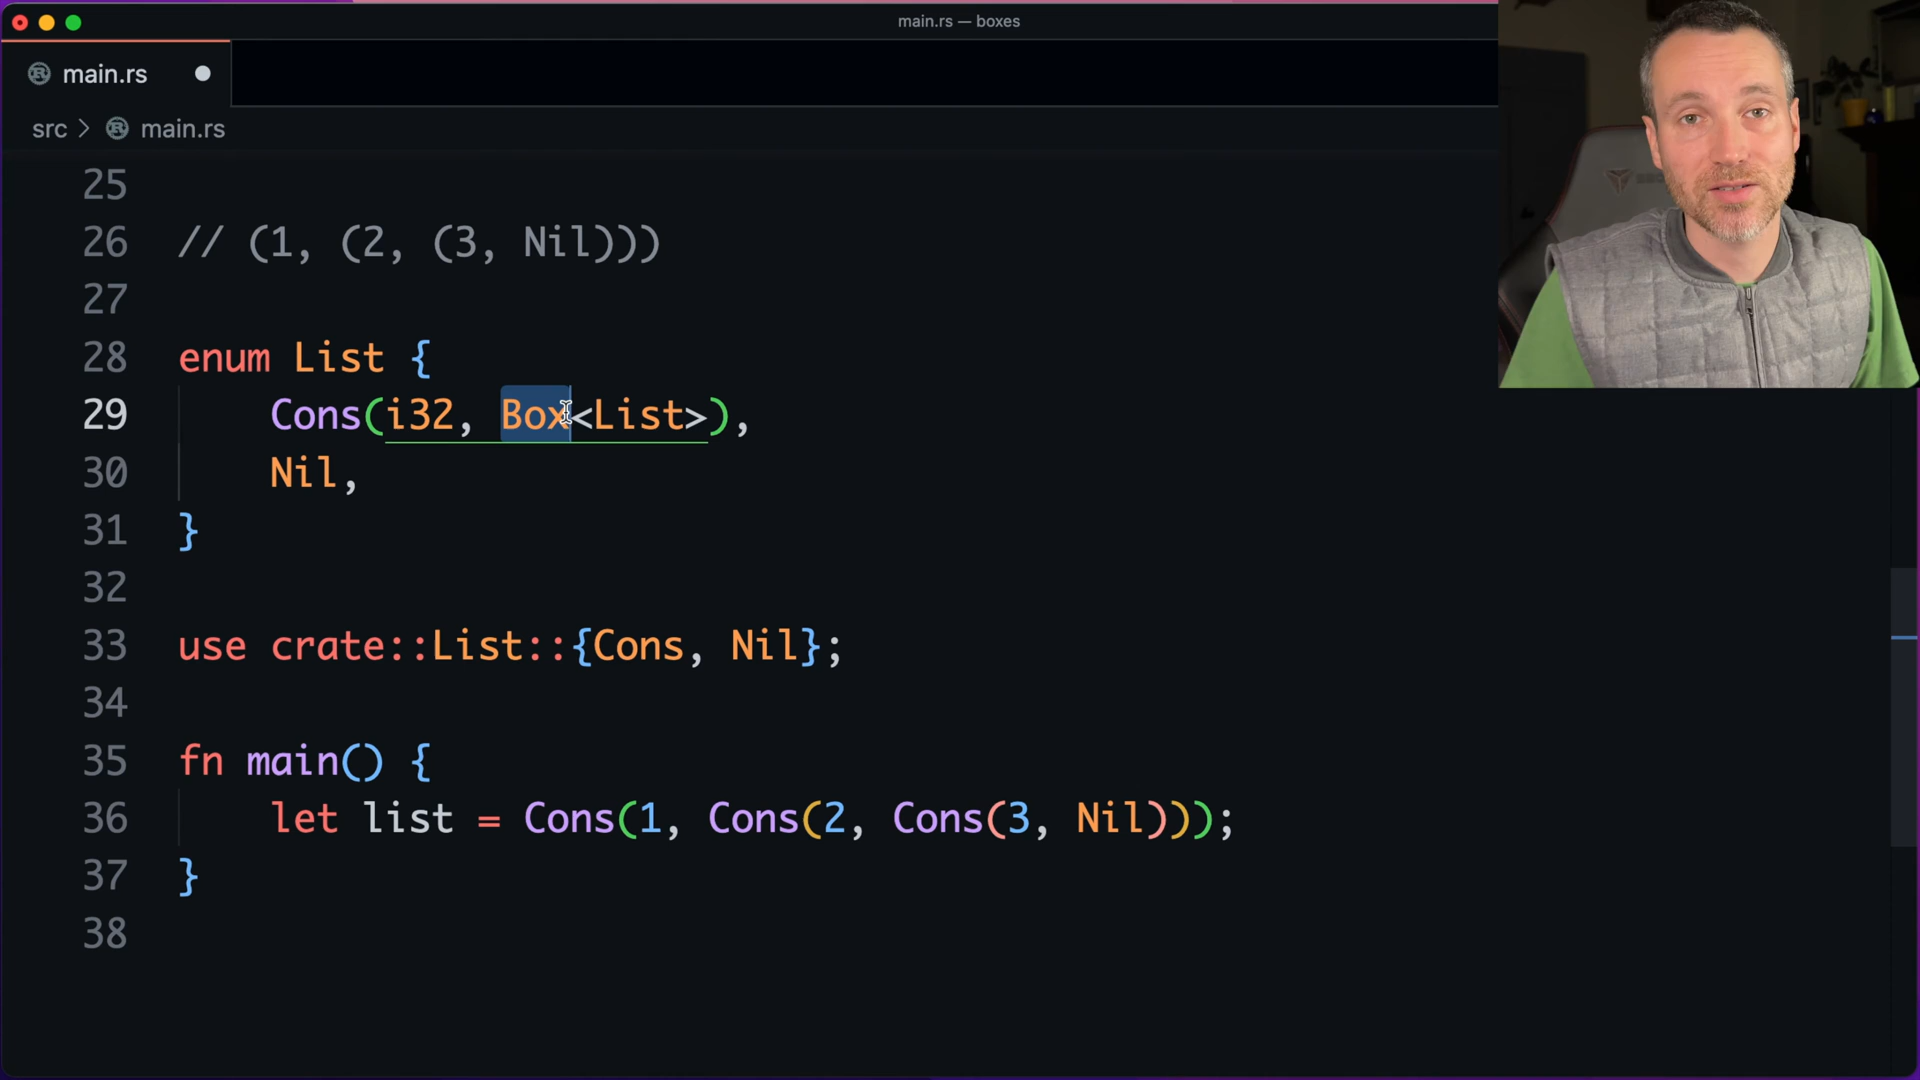 main.rs — boxes
main.rs
src > main.rs
25
26 // (1, (2, (3, Nil)))
27
28 enum List {
29     Cons(i32, Box<List>),
30     Nil,
31 }
32
33 use crate::List::{Cons, Nil};
34
35 fn main() {
36     let list = Cons(1, Cons(2, Cons(3, Nil)));
37 }
38